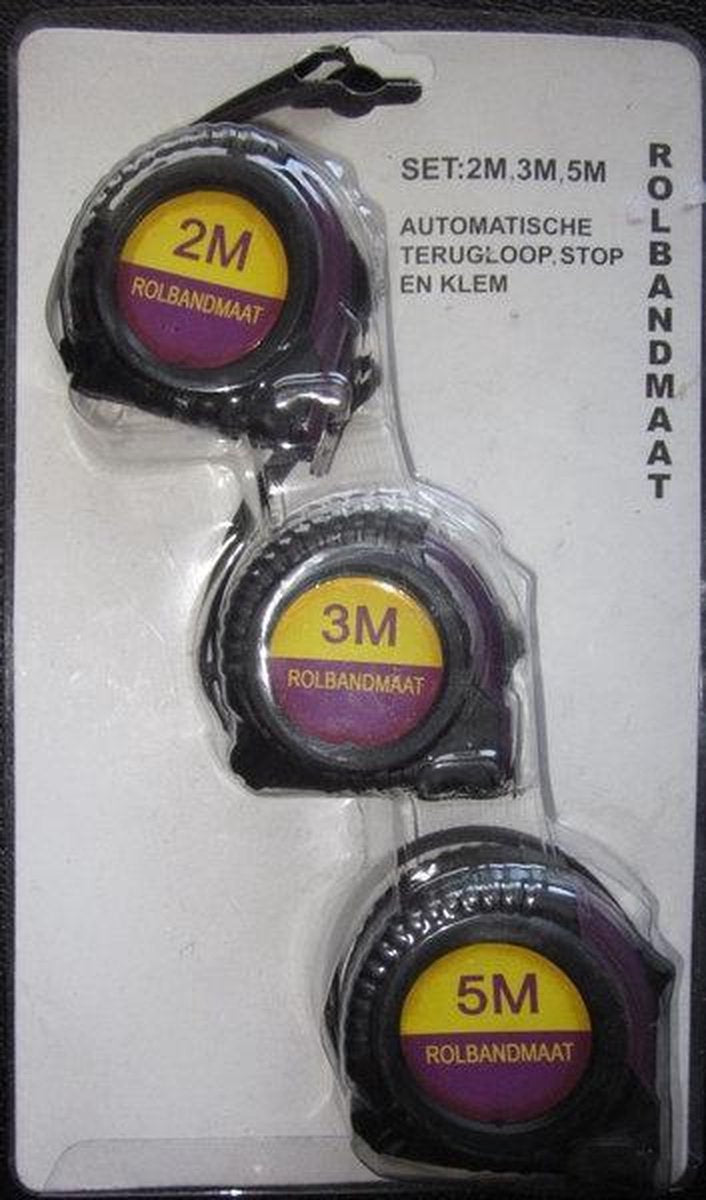 SET:2M,3M,5M
AUTOMATISCHE
TERUGLOOP,STOP
EN KLEM
ROLBANDMAAT
2M
ROLBANDMAAT
3M
ROLBANDMAAT
5M
ROLBANDMAAT